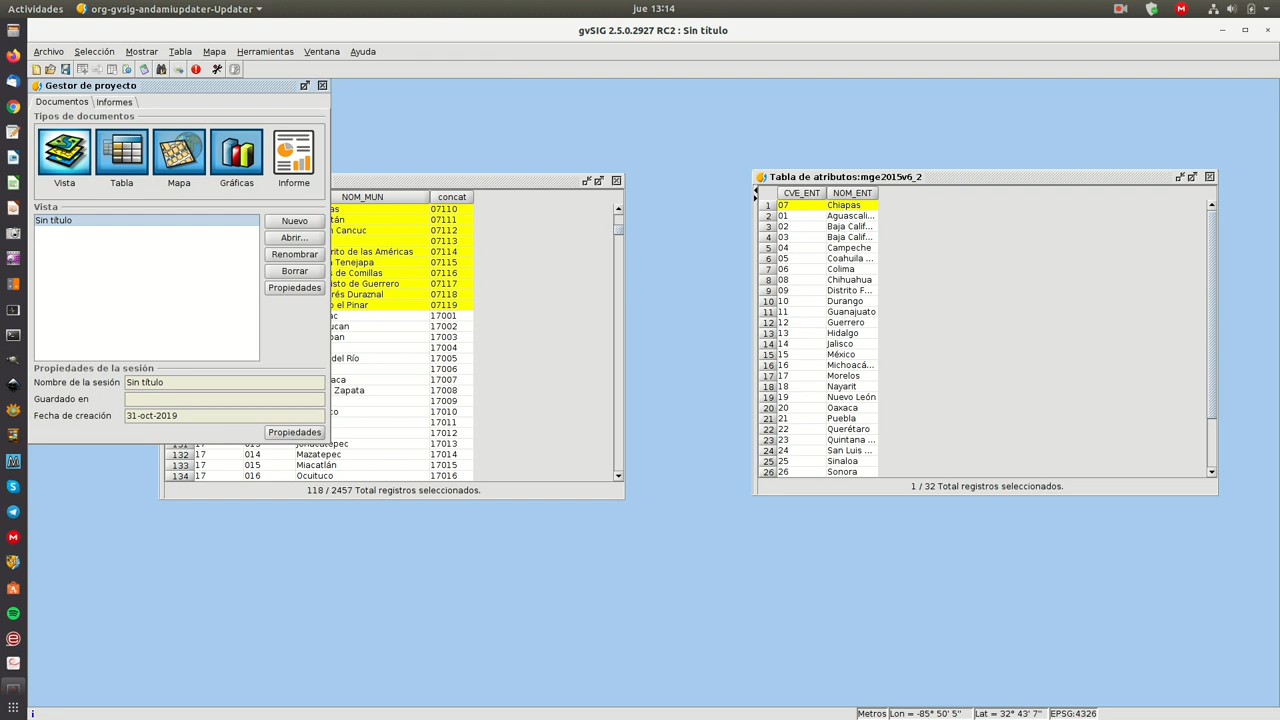 Actividades org-gvsig-andamiupdater-Updater jue 13:14
gvSIG 2.5.0.2927 RC2 : Sin título
Archivo Selección Mostrar Tabla Mapa Herramientas Ventana Ayuda
Gestor de proyecto
Documentos Informes
Tipos de documentos
Vista Tabla Mapa Gráficas Informe
Vista
Sin título
Nuevo
Abrir...
Renombrar
Borrar
Propiedades
Propiedades de la sesión
Nombre de la sesión Sin título
Guardado en
Fecha de creación 31-oct-2019
Propiedades
NOM_MUN concat
07110
07111
Cancuc 07112
07113
rito de las Américas 07114
Tenejapa 07115
de Comillas 07116
isto de Guerrero 07117
rés Duraznal 07118
el Pinar 07119
17001
17002
17003
17004
del Río 17005
17006
17007
Zapata 17008
17009
17010
17011
17012
131 17 013 Jonacatepec 17013
132 17 014 Mazatepec 17014
133 17 015 Miacatlán 17015
134 17 016 Ocuituco 17016
118 / 2457 Total registros seleccionados.
Tabla de atributos:mge2015v6_2
CVE_ENT NOM_ENT
1 07 Chiapas
2 01 Aguascali...
3 02 Baja Calif...
4 03 Baja Calif...
5 04 Campeche
6 05 Coahuila ...
7 06 Colima
8 08 Chihuahua
9 09 Distrito F...
10 10 Durango
11 11 Guanajuato
12 12 Guerrero
13 13 Hidalgo
14 14 Jalisco
15 15 México
16 16 Michoacá...
17 17 Morelos
18 18 Nayarit
19 19 Nuevo León
20 20 Oaxaca
21 21 Puebla
22 22 Querétaro
23 23 Quintana ...
24 24 San Luis ...
25 25 Sinaloa
26 26 Sonora
1 / 32 Total registros seleccionados.
Metros Lon = -85° 50' 5'' Lat = 32° 43' 7'' EPSG:4326